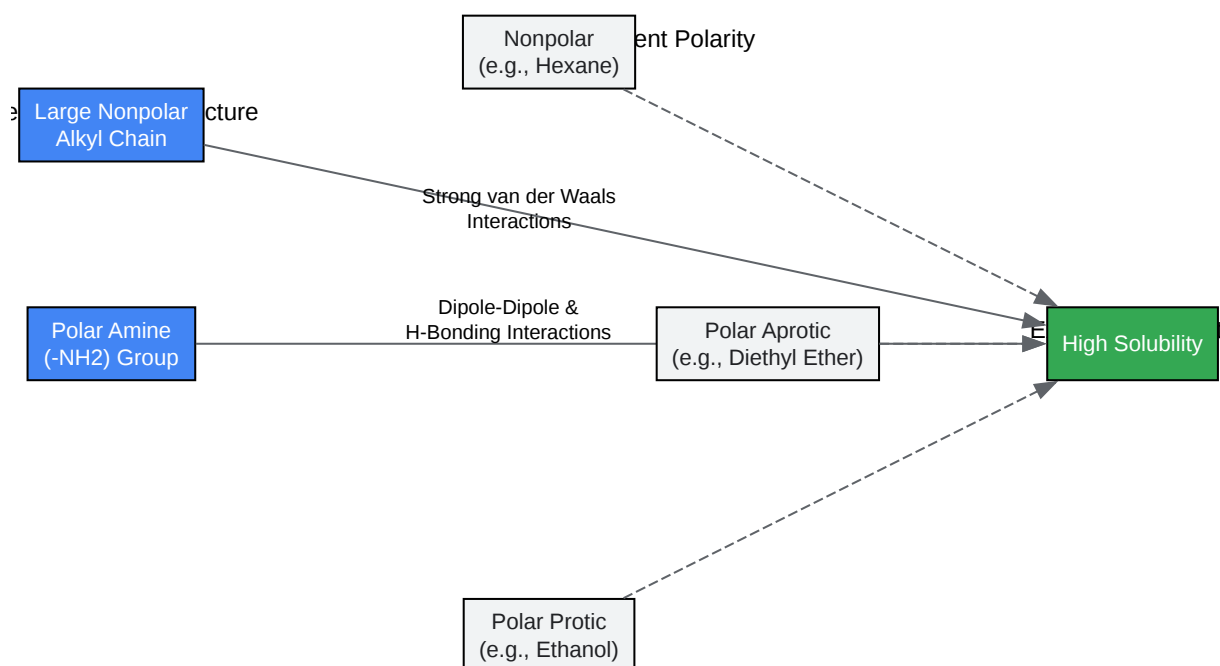 Nonpolar
(e.g., Hexane)
ent Polarity
Large Nonpolar
Alkyl Chain
cture
Strong van der Waals
Interactions
Dipole-Dipole &
H-Bonding Interactions
Polar Amine
(-NH2) Group
Polar Aprotic
(e.g., Diethyl Ether)
High Solubility
Polar Protic
(e.g., Ethanol)